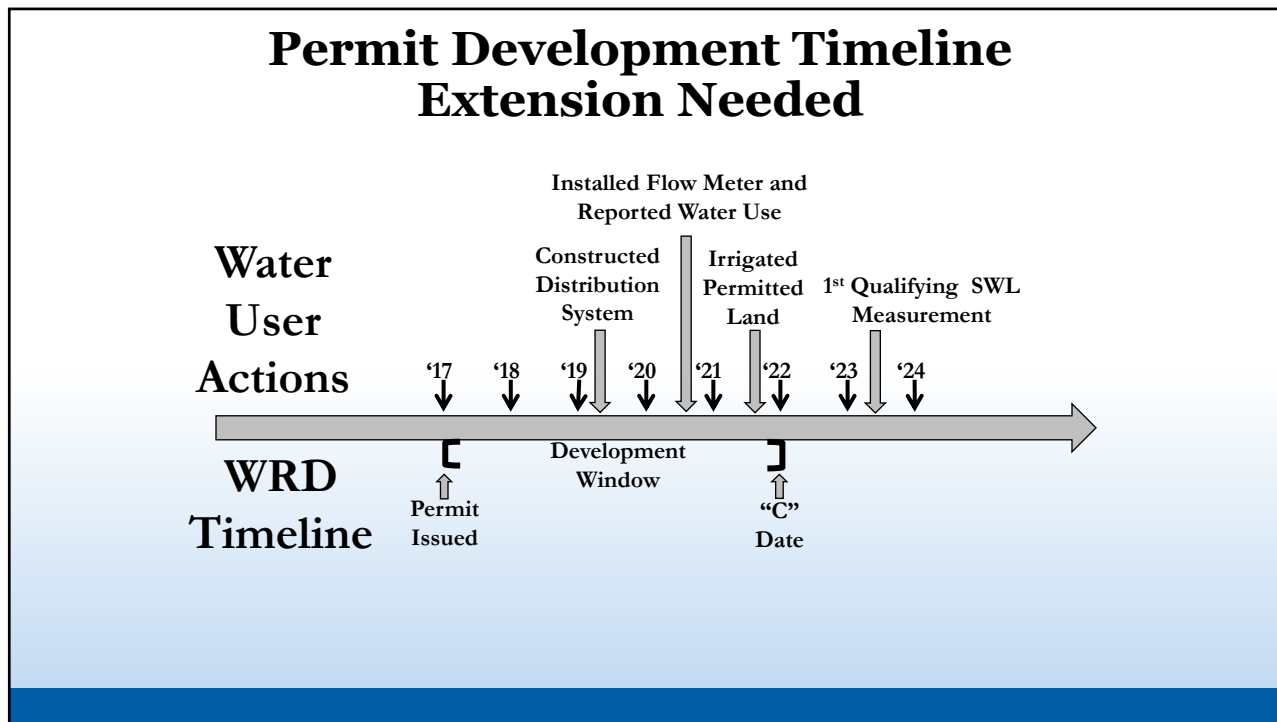 Permit Development Timeline
Extension Needed
Installed Flow Meter and
Reported Water Use
Constructed
Distribution
System
Irrigated
Permitted
Land
1st Qualifying SWL
Measurement
Water
User
Actions
‘17
‘18
‘19
‘20
‘21
‘22
‘23
‘24
WRD
Timeline
[
Development
Window
]
Permit
Issued
“C”
Date